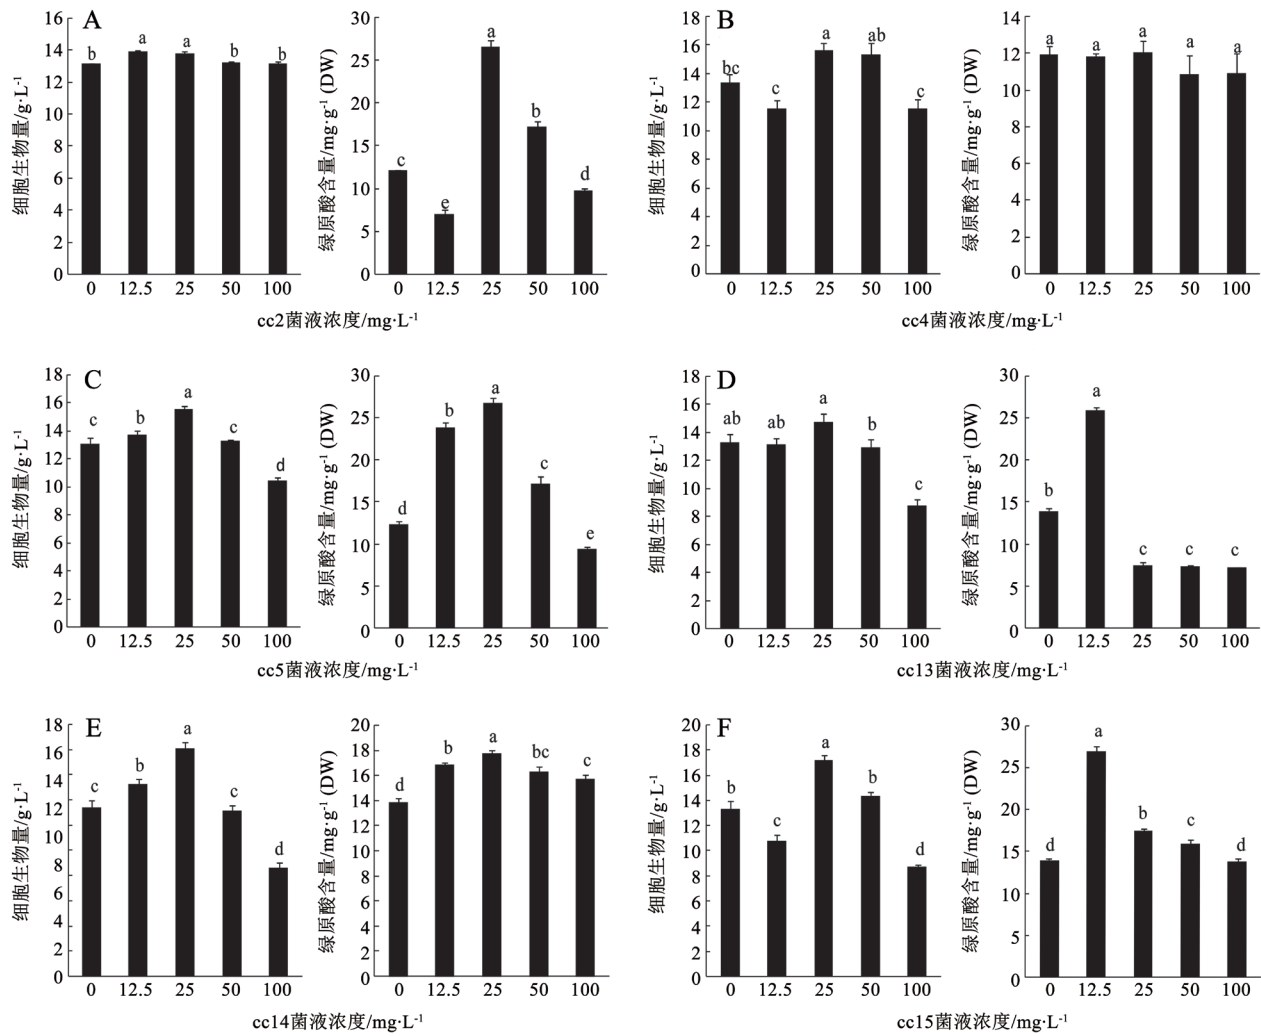 A
细胞生物量/g·L⁻¹
16
14
12
10
8
6
4
2
0
b a a b b
0 12.5 25 50 100
绿原酸含量/mg·g⁻¹ (DW)
30
25
20
15
10
5
0
c e a b d
0 12.5 25 50 100
cc2菌液浓度/mg·L⁻¹
B
细胞生物量/g·L⁻¹
18
16
14
12
10
8
6
4
2
0
bc c a ab c
0 12.5 25 50 100
绿原酸含量/mg·g⁻¹ (DW)
14
12
10
8
6
4
2
0
a a a a a
0 12.5 25 50 100
cc4菌液浓度/mg·L⁻¹
C
细胞生物量/g·L⁻¹
18
16
14
12
10
8
6
4
2
0
c b a c d
0 12.5 25 50 100
绿原酸含量/mg·g⁻¹ (DW)
30
25
20
15
10
5
0
d b a c e
0 12.5 25 50 100
cc5菌液浓度/mg·L⁻¹
D
细胞生物量/g·L⁻¹
18
16
14
12
10
8
6
4
2
0
ab ab a b c
0 12.5 25 50 100
绿原酸含量/mg·g⁻¹ (DW)
30
25
20
15
10
5
0
b a c c c
0 12.5 25 50 100
cc13菌液浓度/mg·L⁻¹
E
细胞生物量/g·L⁻¹
18
16
14
12
10
8
6
4
2
0
c b a c d
0 12.5 25 50 100
绿原酸含量/mg·g⁻¹ (DW)
20
18
16
14
12
10
8
6
4
2
0
d b a bc c
0 12.5 25 50 100
cc14菌液浓度/mg·L⁻¹
F
细胞生物量/g·L⁻¹
20
18
16
14
12
10
8
6
4
2
0
b c a b d
0 12.5 25 50 100
绿原酸含量/mg·g⁻¹ (DW)
30
25
20
15
10
5
0
d a b c d
0 12.5 25 50 100
cc15菌液浓度/mg·L⁻¹